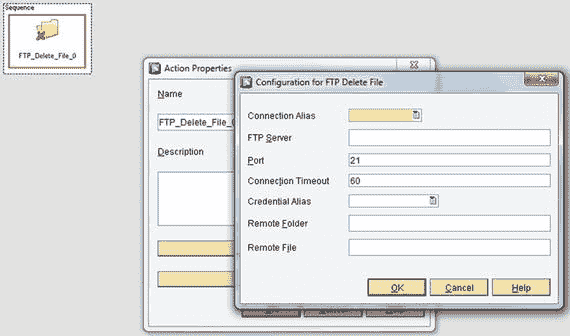 Sequence
FTP_Delete_File_0
Action Properties
Name
FTP_Delete_File_0
Description
Configuration for FTP Delete File
Connection Alias
FTP Server
Port 21
Connection Timeout 60
Credential Alias
Remote Folder
Remote File
OK Cancel Help